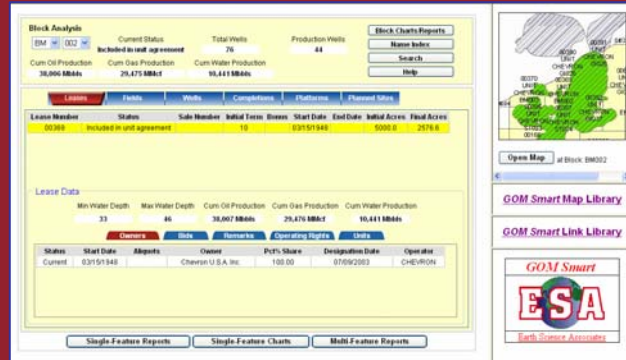 Block Analysis
BM 002
Current Status
Included in unit agreement
Total Wells
76
Production Wells
44
Cum Oil Production
38,006 Mbbls
Cum Gas Production
29,475 MMcf
Cum Water Production
10,441 Mbbls
Block Charts/Reports
Name Index
Search
Help
Leases Fields Wells Completions Platforms Planned Sites
Lease Number Status Sale Number Initial Term Bonus Start Date End Date Initial Acres Final Acres
00369 Included in unit agreement 10 03/15/1948 5000.0 2576.6
Lease Data
Min Water Depth Max Water Depth Cum Oil Production Cum Gas Production Cum Water Production
33 46 38,007 Mbbls 29,476 MMcf 10,441 Mbbls
Owners Bids Remarks Operating Rights Units
Status Start Date Aliquots Owner Pct% Share Designation Date Operator
Current 03/15/1948 Chevron U.S.A. Inc. 100.00 07/09/2003 CHEVRON
Single-Feature Reports Single-Feature Charts Multi-Feature Reports
Open Map at Block: BM002
GOM Smart Map Library
GOM Smart Link Library
GOM Smart
ESA
Earth Science Associates